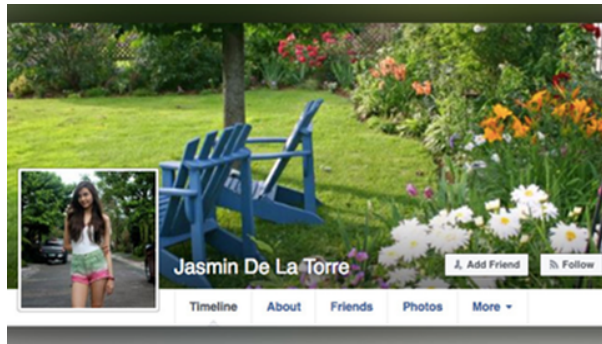 Jasmin De La Torre
Add Friend
Follow
Timeline About Friends Photos More